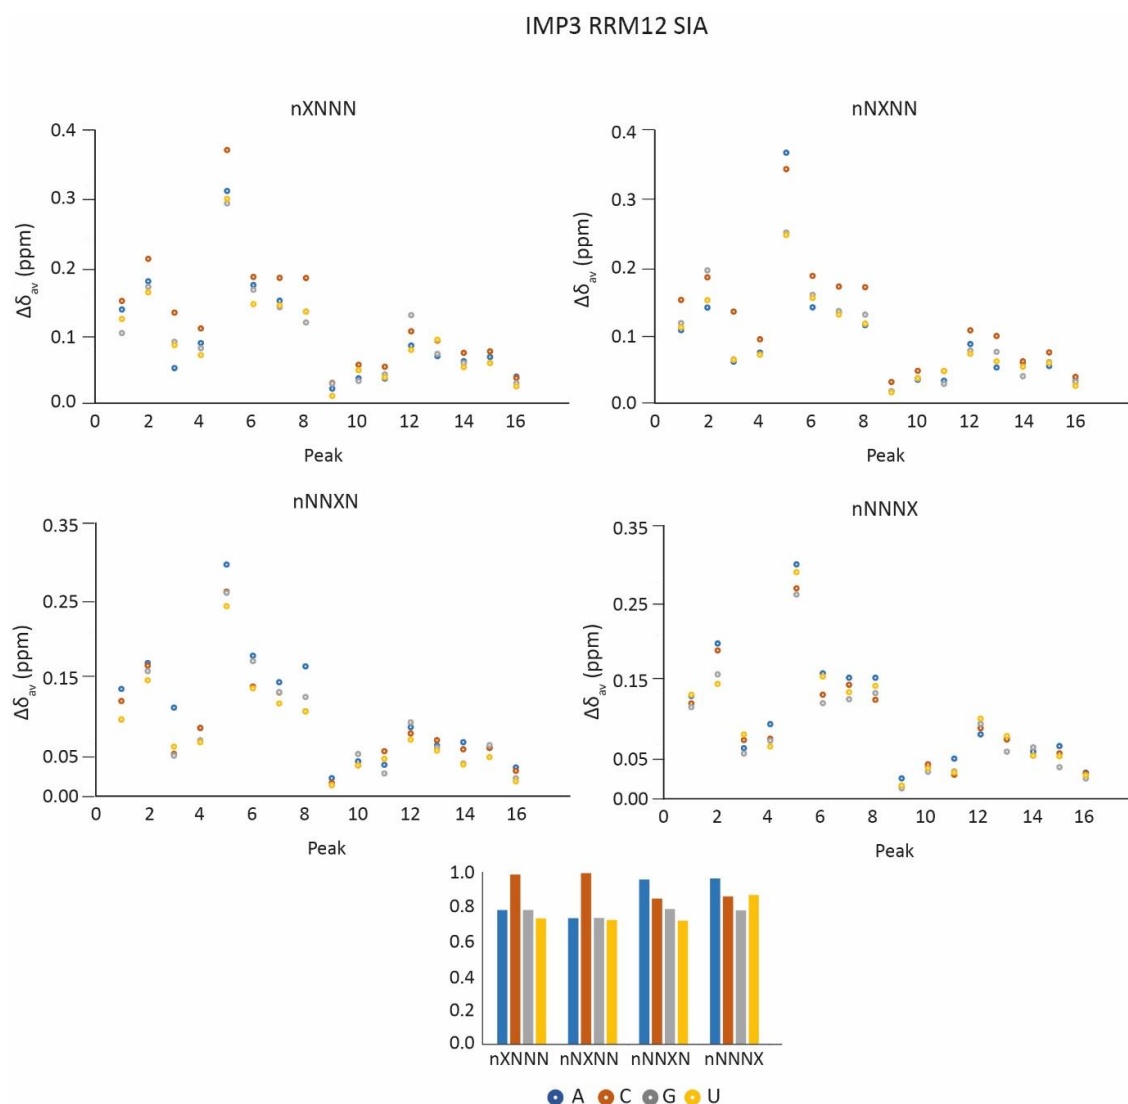 IMP3 RRM12 SIA
nXNNN
0.4
0.3
0.2
0.1
0.0
Δδav (ppm)
0 2 4 6 8 10 12 14 16
Peak
nNXNN
0.4
0.3
0.2
0.1
0.0
Δδav (ppm)
0 2 4 6 8 10 12 14 16
Peak
nNNXN
0.35
0.25
0.15
0.05
0.00
Δδav (ppm)
0 2 4 6 8 10 12 14 16
Peak
nNNNX
0.35
0.25
0.15
0.05
0.00
Δδav (ppm)
0 2 4 6 8 10 12 14 16
Peak
1.0
0.8
0.6
0.4
0.2
0.0
nXNNN nNXNN nNNXN nNNNX
A C G U